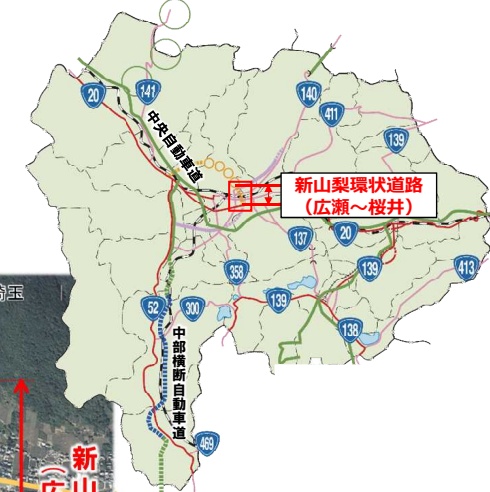 20
141
140
411
139
中央自動車道
新山梨環状道路
（広瀬～桜井）
137
20
139
413
358
139
138
52
300
中部横断自動車道
469
埼玉
新山
（広